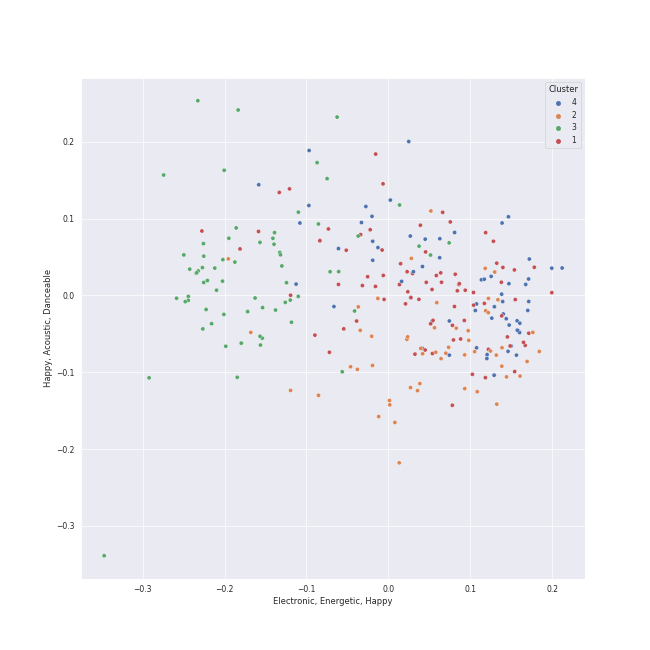 Cluster
4
2
3
1
0.2
0.1
0.0
−0.1
−0.2
−0.3
Happy, Acoustic, Danceable
−0.3 −0.2 −0.1 0.0 0.1 0.2
Electronic, Energetic, Happy